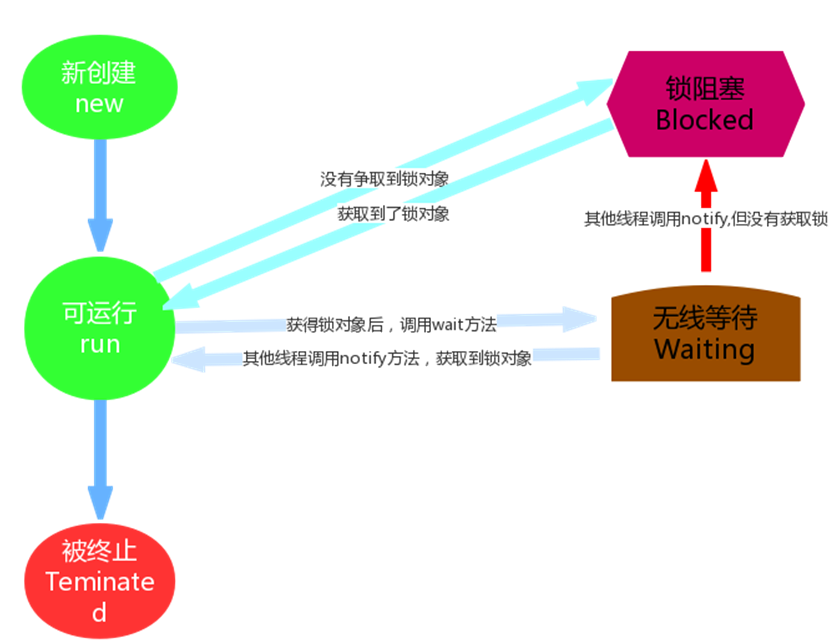 新创建
new
锁阻塞
Blocked
没有争取到锁对象
获取到了锁对象
其他线程调用notify,但没有获取锁
可运行
run
获得锁对象后，调用wait方法
其他线程调用notify方法，获取到锁对象
无线等待
Waiting
被终止
Teminate
d